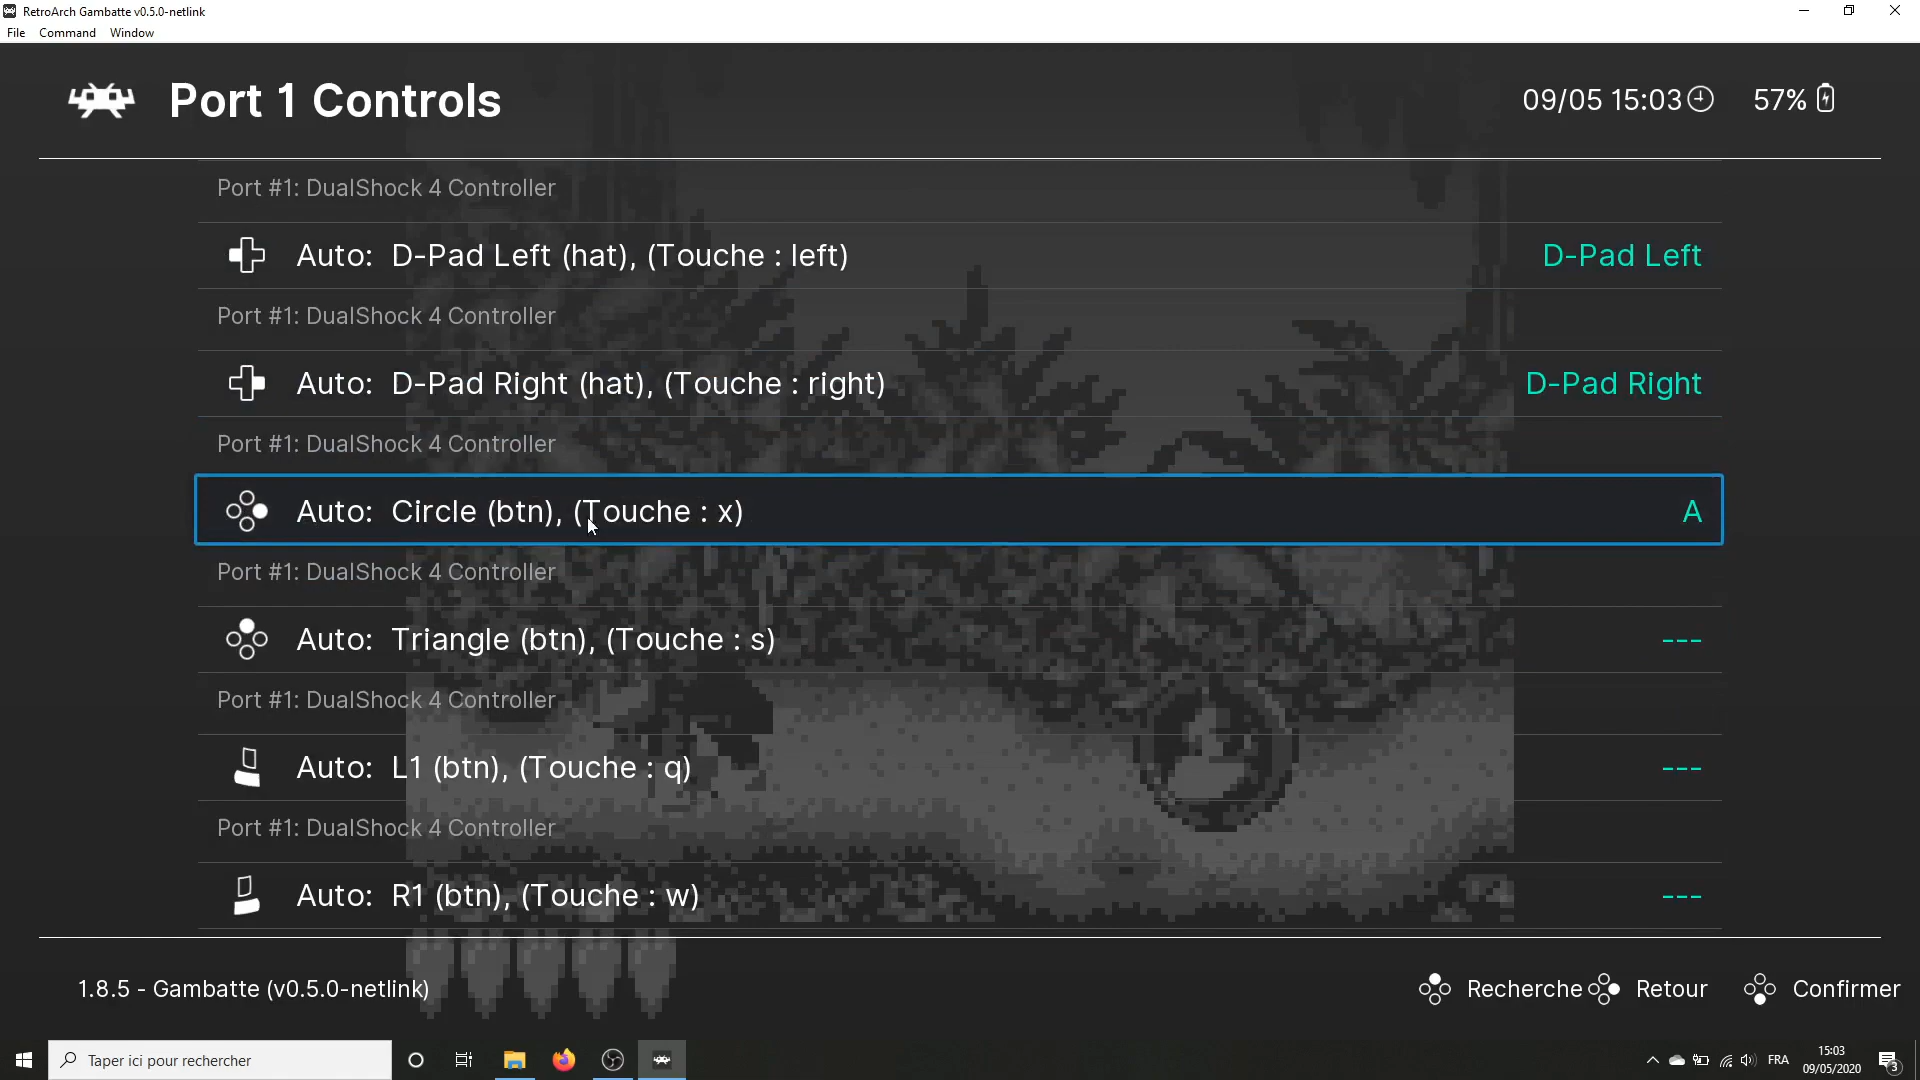 RetroArch Gambatte v0.5.0-netlink
File Command Window
Port 1 Controls
09/05 15:03 57%
Port #1: DualShock 4 Controller
Auto: D-Pad Left (hat), (Touche : left) D-Pad Left
Port #1: DualShock 4 Controller
Auto: D-Pad Right (hat), (Touche : right) D-Pad Right
Port #1: DualShock 4 Controller
Auto: Circle (btn), (Touche : x) A
Port #1: DualShock 4 Controller
Auto: Triangle (btn), (Touche : s) ---
Port #1: DualShock 4 Controller
Auto: L1 (btn), (Touche : q) ---
Port #1: DualShock 4 Controller
Auto: R1 (btn), (Touche : w) ---
1.8.5 - Gambatte (v0.5.0-netlink) Recherche Retour Confirmer
Taper ici pour rechercher
FRA
15:03
09/05/2020
3